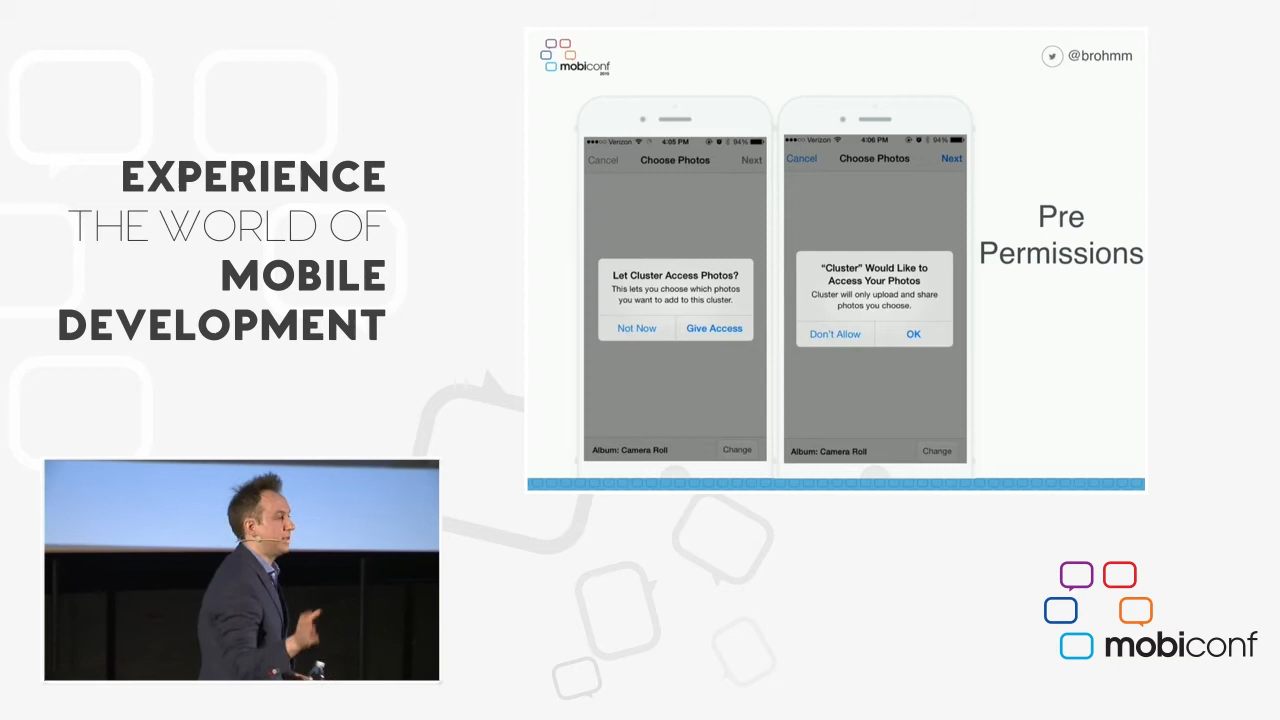 EXPERIENCE
THE WORLD OF
MOBILE
DEVELOPMENT
mobiconf
2015
@brohmm
Verizon 4:05 PM 94%
Cancel Choose Photos Next
Let Cluster Access Photos?
This lets you choose which photos
you want to add to this cluster.
Not Now Give Access
Album: Camera Roll Change
Verizon 4:06 PM 94%
Cancel Choose Photos Next
“Cluster” Would Like to
Access Your Photos
Cluster will only upload and share
photos you choose.
Don’t Allow OK
Album: Camera Roll Change
Pre
Permissions
mobiconf